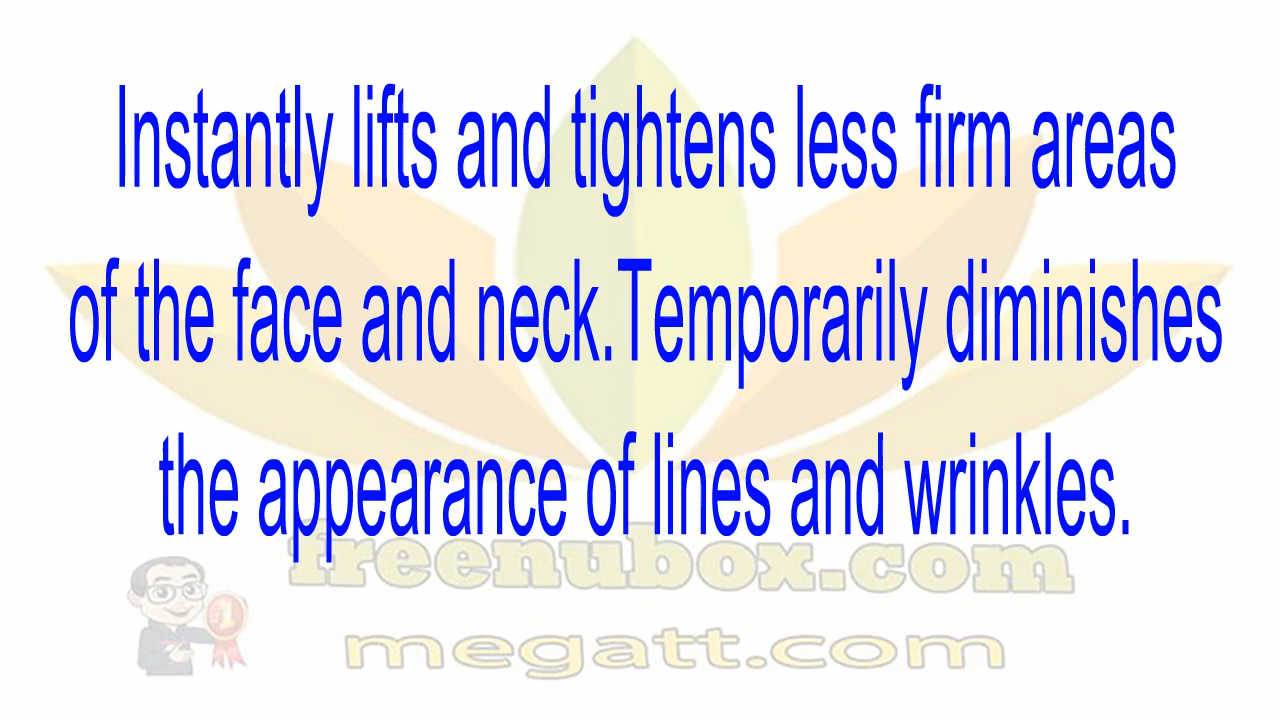 Instantly lifts and tightens less firm areas
of the face and neck.Temporarily diminishes
the appearance of lines and wrinkles.
freenubox.com
1
megatt.com